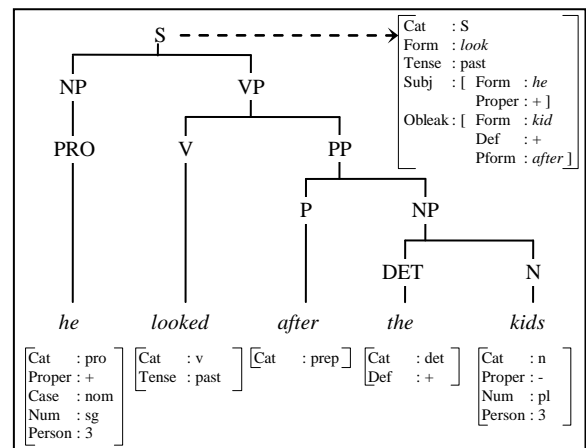 S
Cat : S
Form : look
Tense : past
Subj : [ Form : he
Proper : + ]
Obleak : [ Form : kid
Def : +
Pform : after ]
NP VP
PRO V PP
P NP
DET N
he looked after the kids
Cat : pro
Proper : +
Case : nom
Num : sg
Person : 3
Cat : v
Tense : past
Cat : prep
Cat : det
Def : +
Cat : n
Proper : -
Num : pl
Person : 3